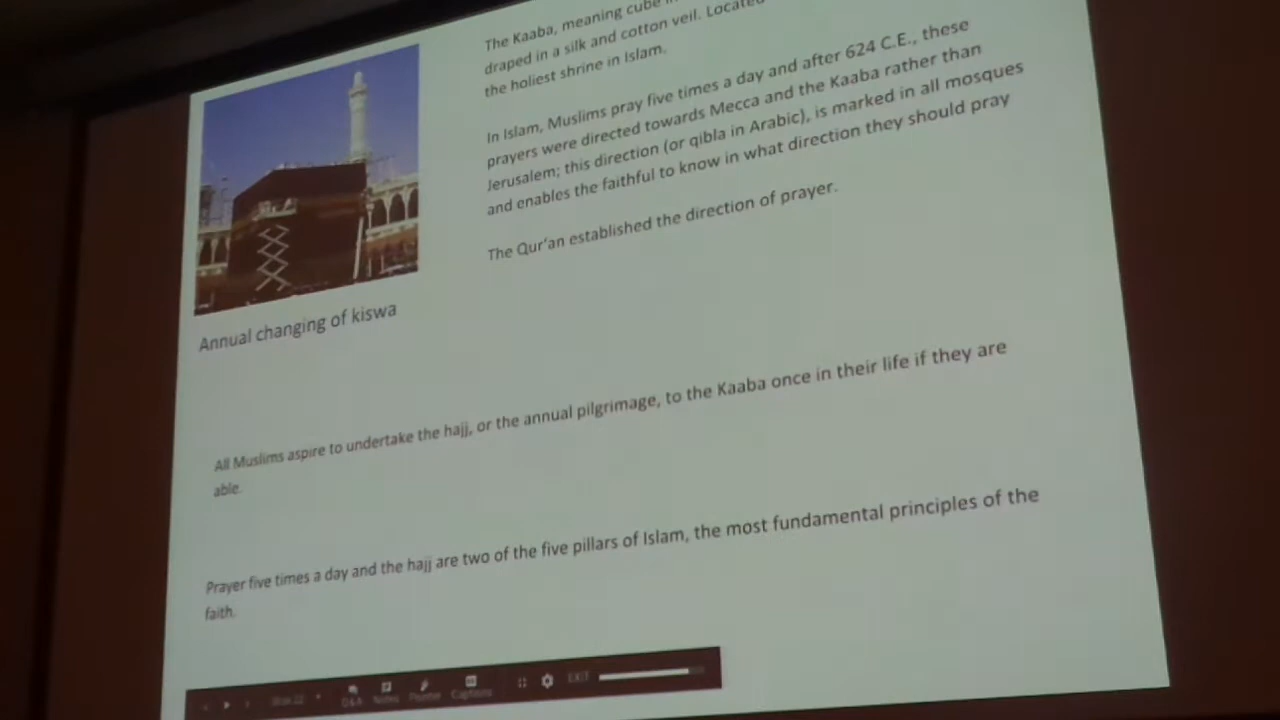 The Kaaba, meaning cube in
draped in a silk and cotton veil. Located
the holiest shrine in Islam.
In Islam, Muslims pray five times a day and after 624 C.E., these
prayers were directed towards Mecca and the Kaaba rather than
Jerusalem; this direction (or qibla in Arabic), is marked in all mosques
and enables the faithful to know in what direction they should pray
The Qur'an established the direction of prayer.
Annual changing of kiswa
All Muslims aspire to undertake the hajj, or the annual pilgrimage, to the Kaaba once in their life if they are
able.
Prayer five times a day and the hajj are two of the five pillars of Islam, the most fundamental principles of the
faith.
Q&A Notes Pointer Captions EXIT